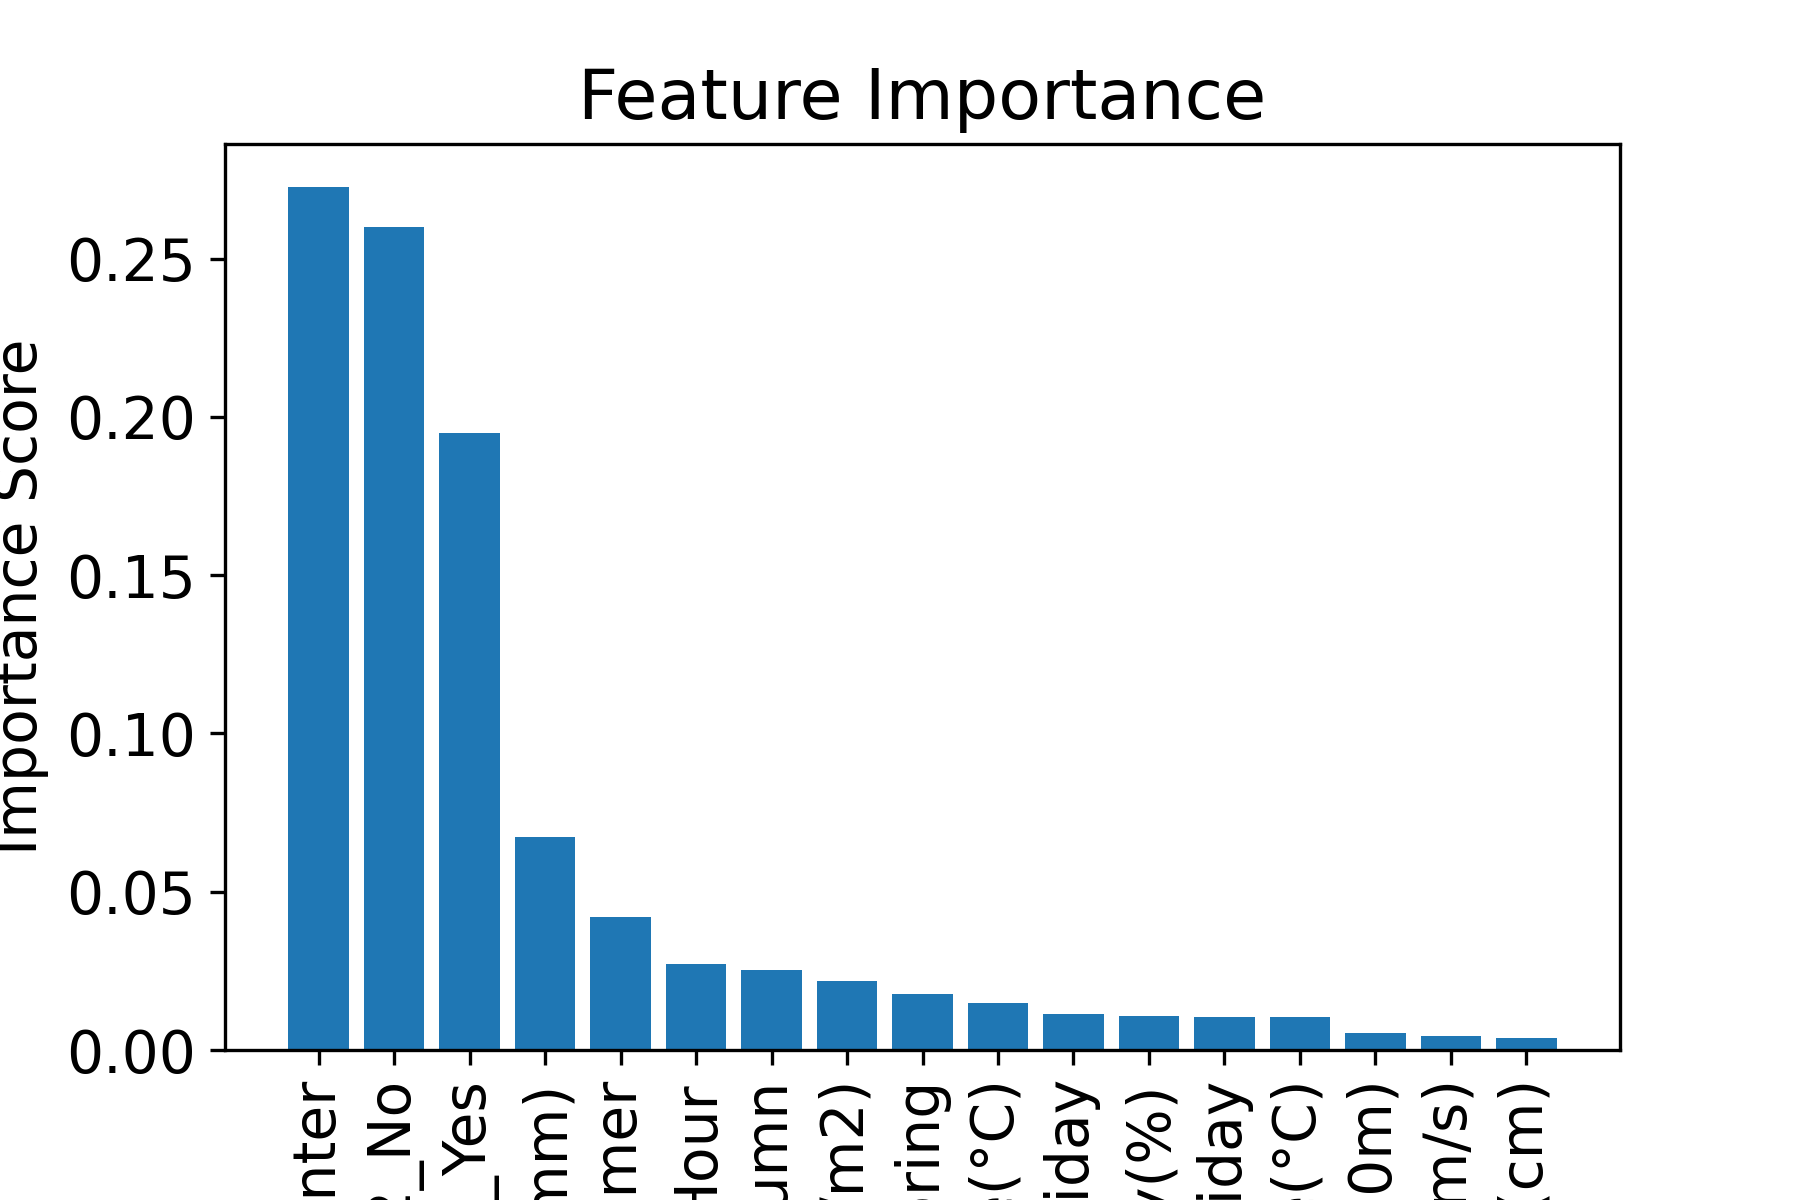 Feature Importance
Importance Score
0.25
0.20
0.15
0.10
0.05
0.00
nter
?_No
_Yes
mm)
mer
Hour
umn
/m2)
oring
e(°C)
iday
y(%)
iday
e(°C)
0m)
m/s)
(cm)